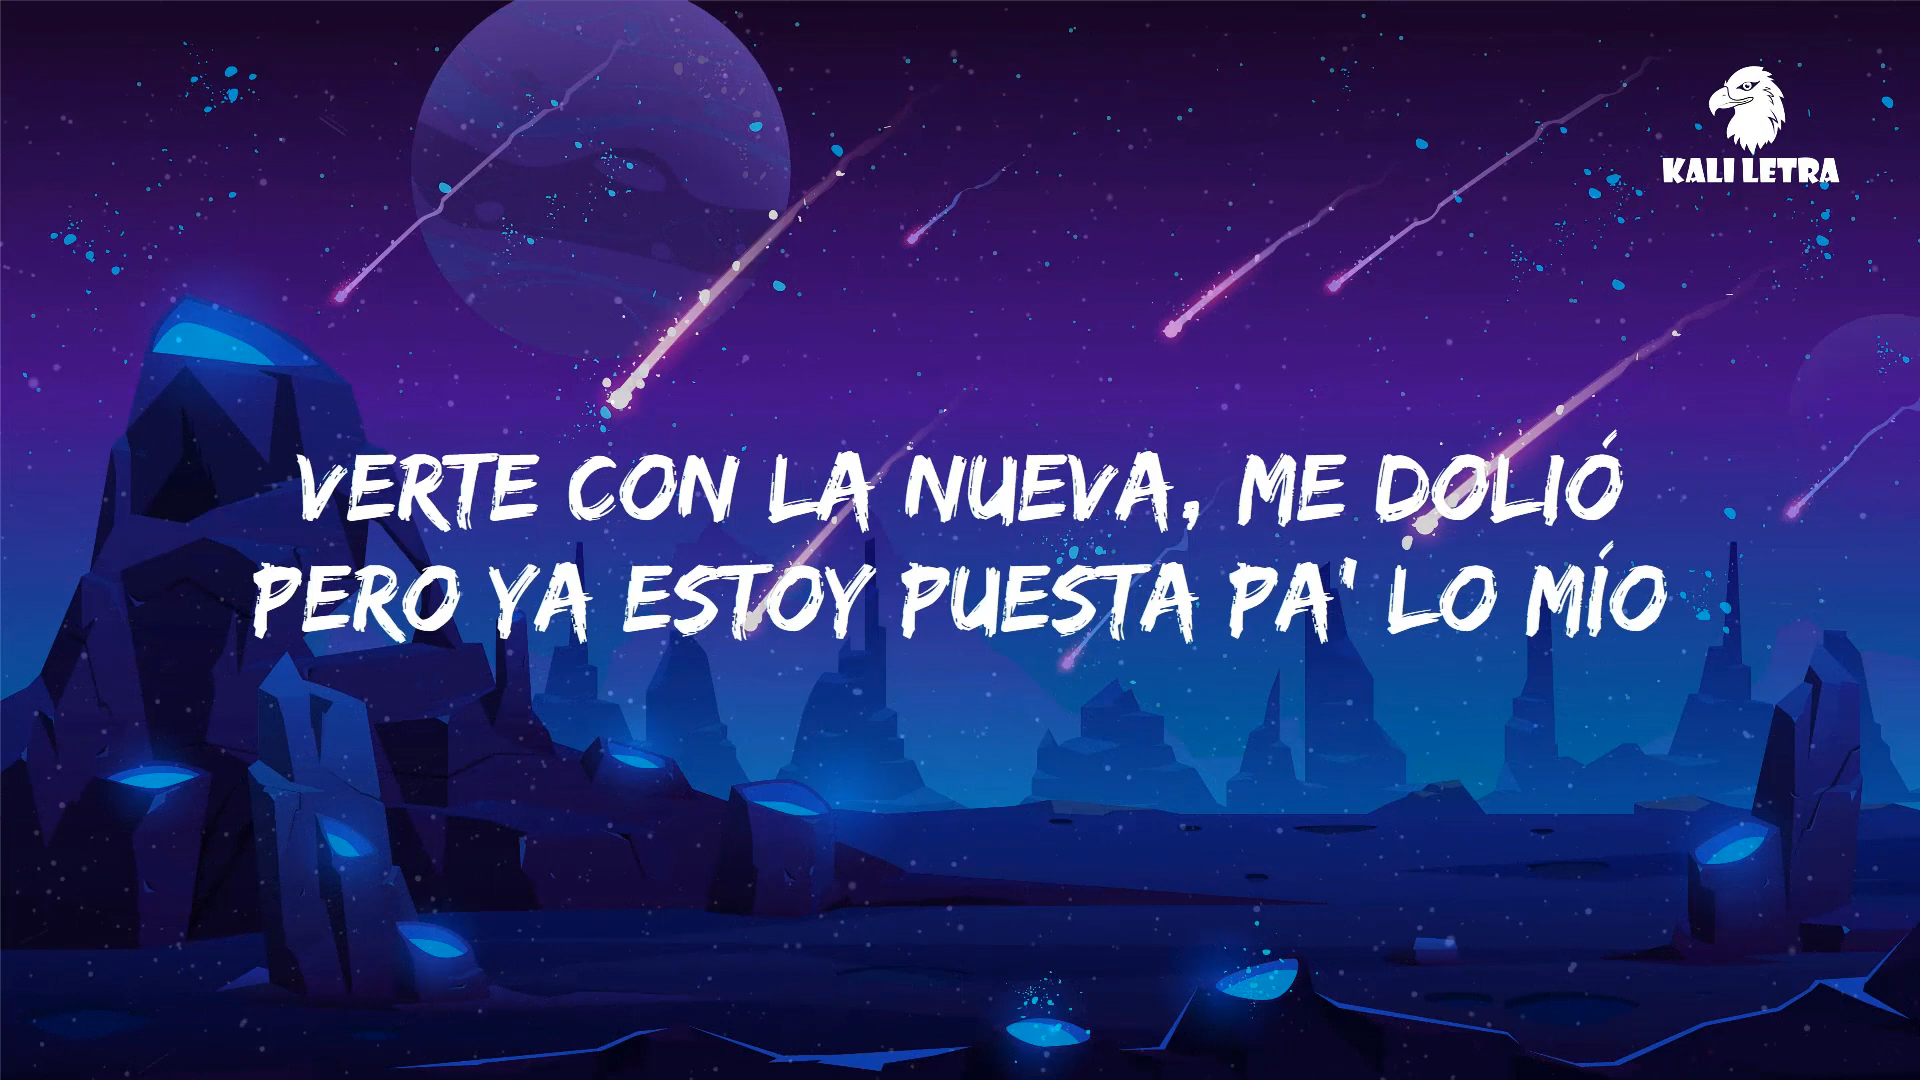 KALI LETRA
VERTE CON LA NUEVA, ME DOLIÓ
PERO YA ESTOY PUESTA PA' LO MÍO